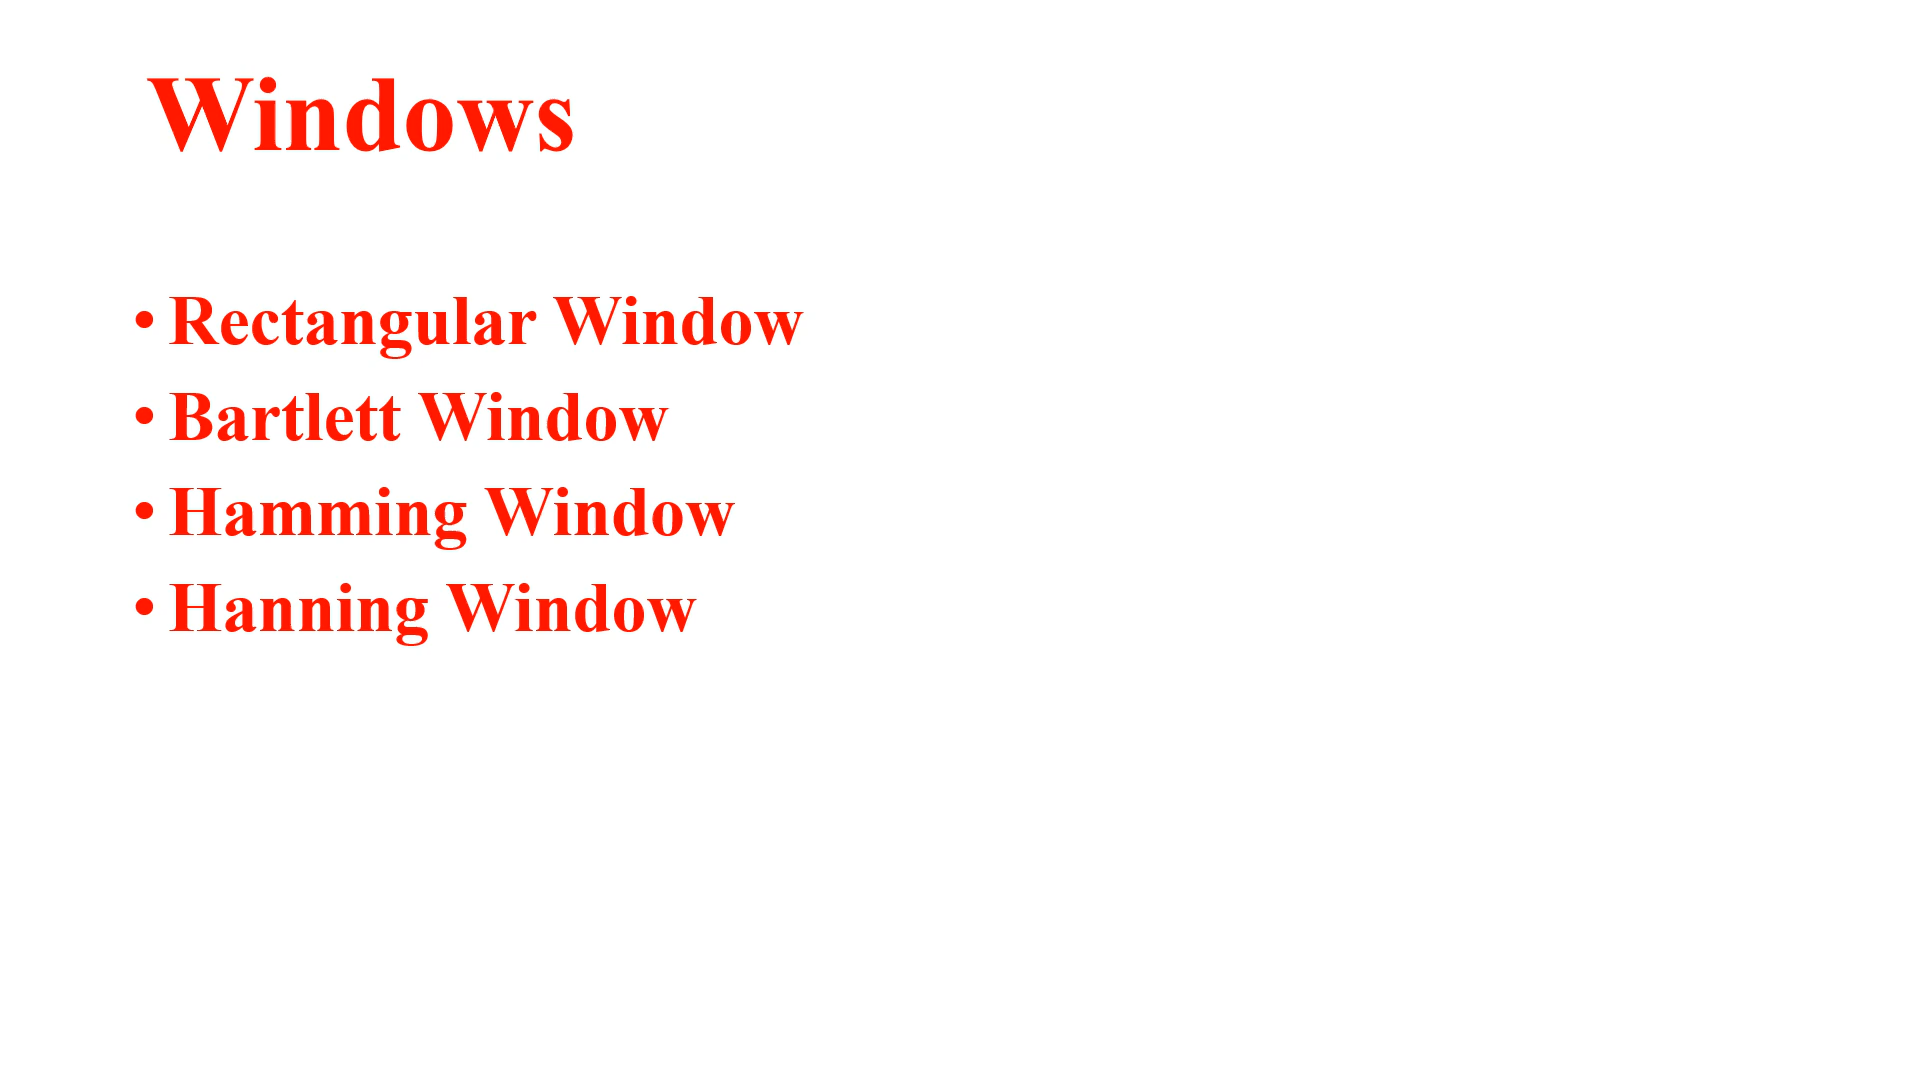 Windows
• Rectangular Window
• Bartlett Window
• Hamming Window
• Hanning Window